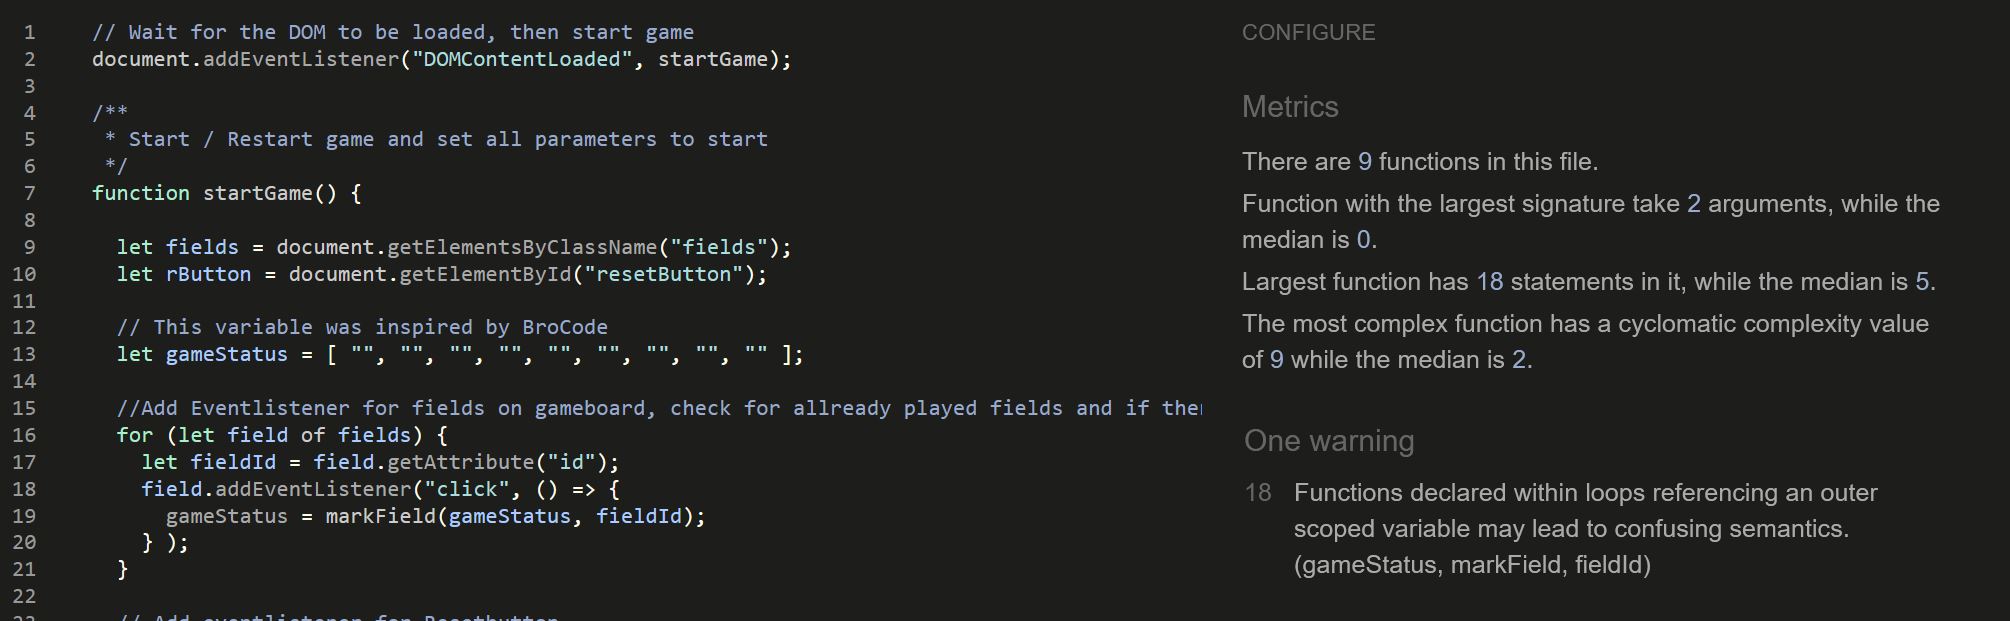 1 // Wait for the DOM to be loaded, then start game
2 document.addEventListener("DOMContentLoaded", startGame);
3
4 /**
5 * Start / Restart game and set all parameters to start
6 */
7 function startGame() {
8
9 let fields = document.getElementsByClassName("fields");
10 let rButton = document.getElementById("resetButton");
11
12 // This variable was inspired by BroCode
13 let gameStatus = [ "", "", "", "", "", "", "", "", "" ];
14
15 //Add Eventlistener for fields on gameboard, check for allready played fields and if
16 for (let field of fields) {
17 let fieldId = field.getAttribute("id");
18 field.addEventListener("click", () => {
19 gameStatus = markField(gameStatus, fieldId);
20 } );
21 }
22
23 // Add eventlistener for Resetbutton
CONFIGURE
Metrics
There are 9 functions in this file.
Function with the largest signature take 2 arguments, while the
median is 0.
Largest function has 18 statements in it, while the median is 5.
The most complex function has a cyclomatic complexity value
of 9 while the median is 2.
One warning
18 Functions declared within loops referencing an outer
scoped variable may lead to confusing semantics.
(gameStatus, markField, fieldId)